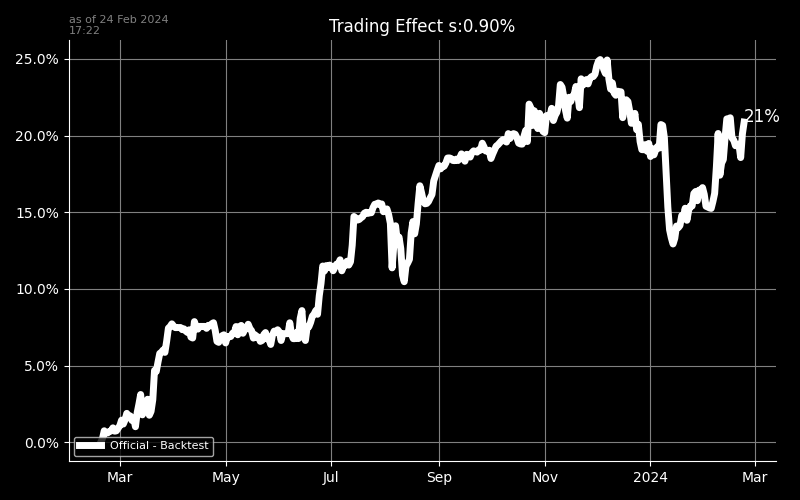 as of 24 Feb 2024
17:22
Trading Effect s:0.90%
25.0%
20.0%
15.0%
10.0%
5.0%
0.0%
21%
Official - Backtest
Mar
May
Jul
Sep
Nov
2024
Mar